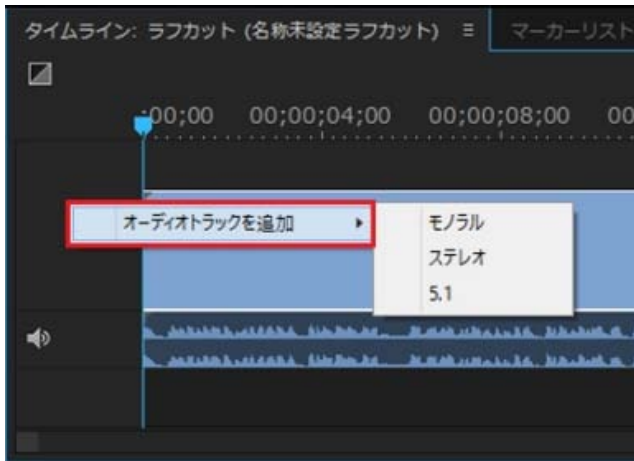 タイムライン: ラフカット (名称未設定ラフカット) ≡ マーカーリスト
:00;00 00;00;04;00 00;00;08;00 00
オーディオトラックを追加
モノラル
ステレオ
5.1